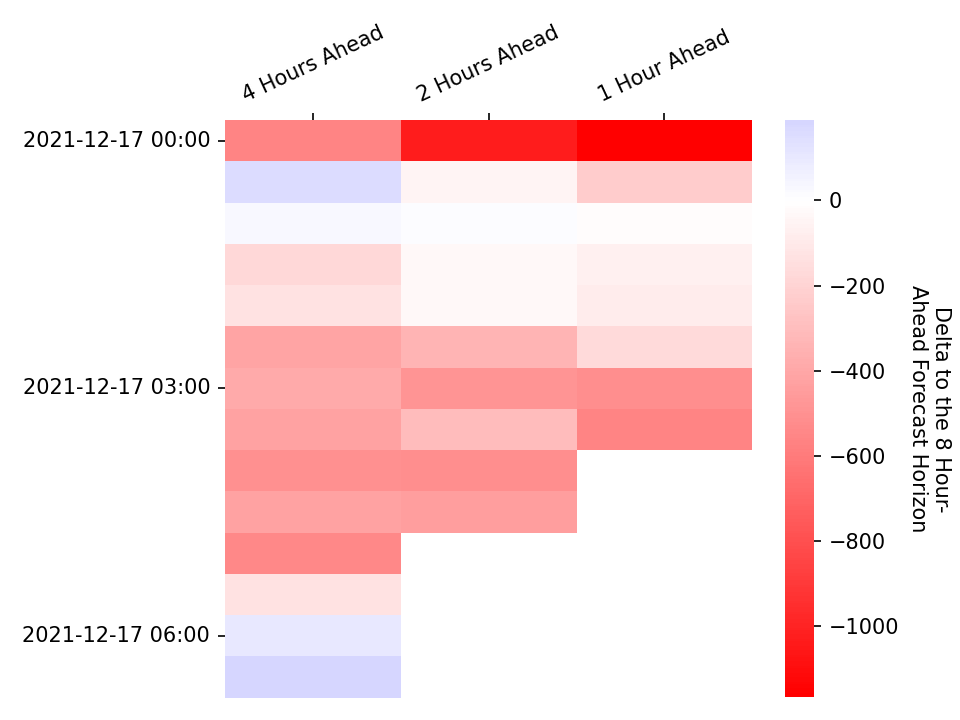 4 Hours Ahead
2 Hours Ahead
1 Hour Ahead
2021-12-17 00:00
2021-12-17 03:00
2021-12-17 06:00
0
−200
−400
−600
−800
−1000
Delta to the 8 Hour-
Ahead Forecast Horizon